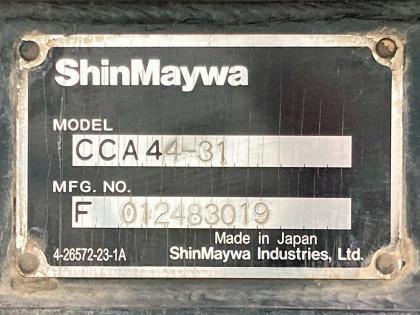 ShinMaywa
MODEL
CCA44-31
MFG. NO.
F 012483019
Made in Japan
4-26572-23-1A ShinMaywa Industries, Ltd.